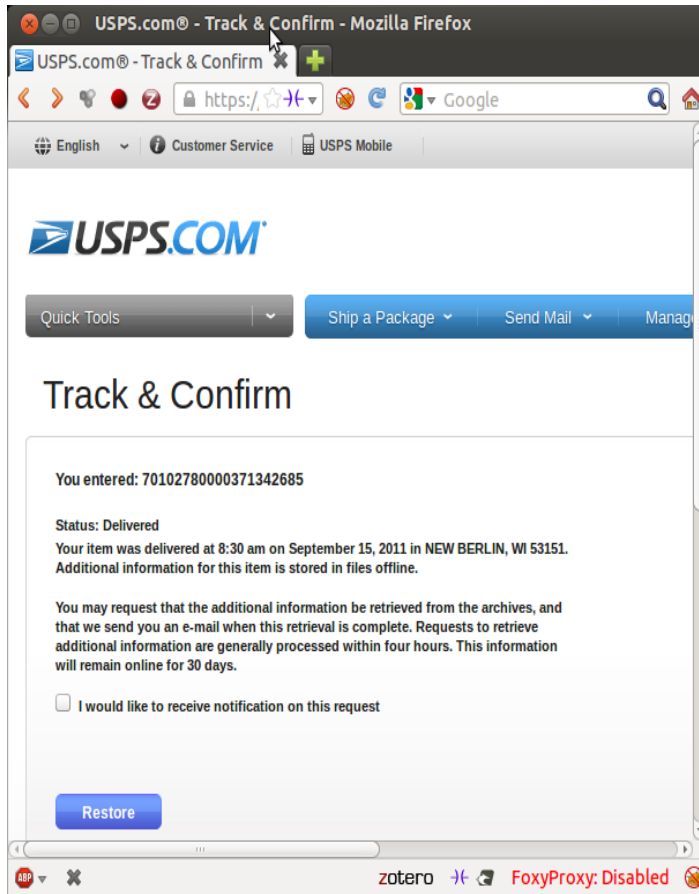 USPS.com® - Track & Confirm - Mozilla Firefox
USPS.com® - Track & Confirm
https:/
Google
English
Customer Service
USPS Mobile
USPS.COM®
Quick Tools
Ship a Package
Send Mail
Manag
Track & Confirm
You entered: 70102780000371342685
Status: Delivered
Your item was delivered at 8:30 am on September 15, 2011 in NEW BERLIN, WI 53151.
Additional information for this item is stored in files offline.
You may request that the additional information be retrieved from the archives, and
that we send you an e-mail when this retrieval is complete. Requests to retrieve
additional information are generally processed within four hours. This information
will remain online for 30 days.
I would like to receive notification on this request
Restore
ABP
zotero
FoxyProxy: Disabled